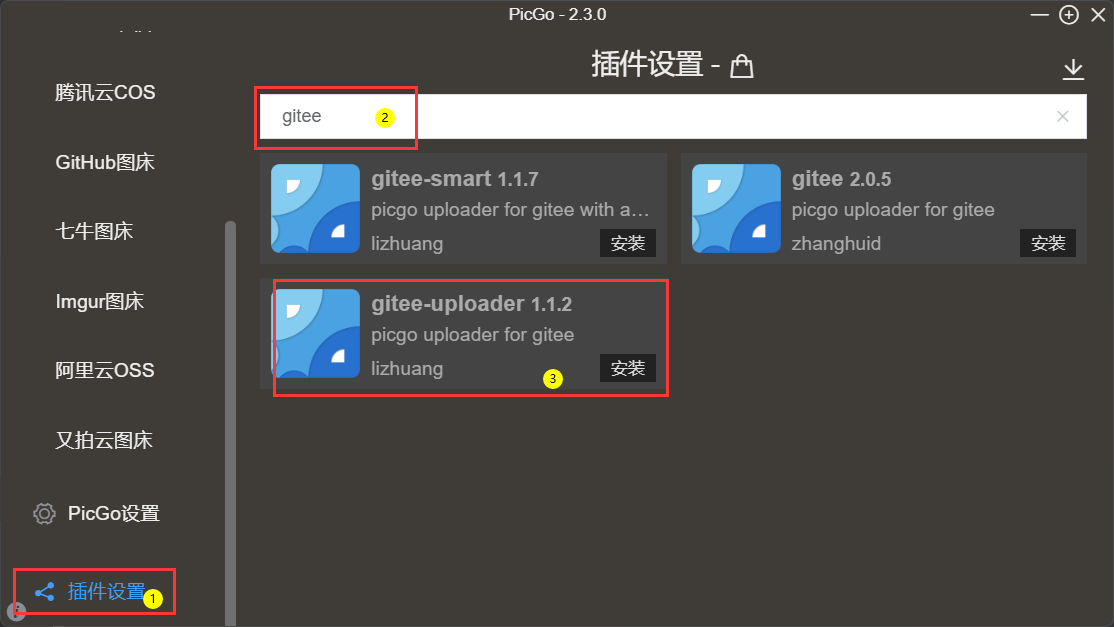 PicGo - 2.3.0
腾讯云COS
GitHub图床
七牛图床
Imgur图床
阿里云OSS
又拍云图床
PicGo设置
插件设置
1
插件设置 -
gitee
2
gitee-smart 1.1.7
picgo uploader for gitee with a…
lizhuang
安装
gitee 2.0.5
picgo uploader for gitee
zhanghuid
安装
gitee-uploader 1.1.2
picgo uploader for gitee
lizhuang
3
安装